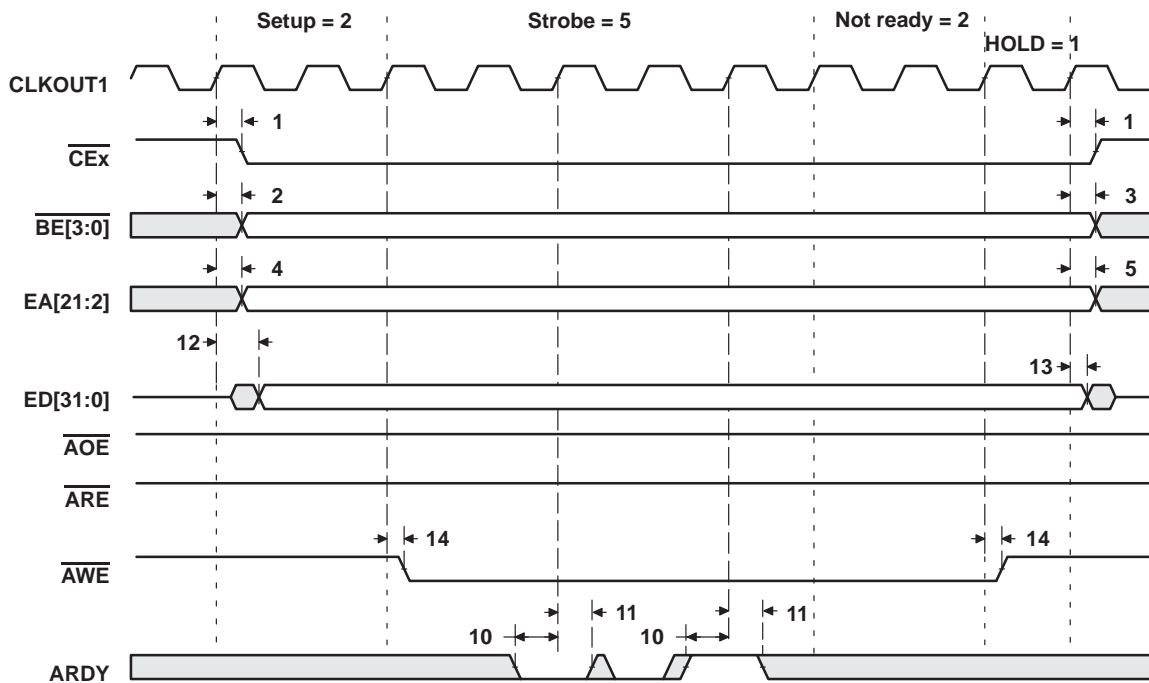 Setup = 2
Strobe = 5
Not ready = 2
HOLD = 1
CLKOUT1
1
1
CEx
2
3
BE[3:0]
4
5
EA[21:2]
12
13
ED[31:0]
AOE
ARE
14
14
AWE
11
11
10
10
ARDY